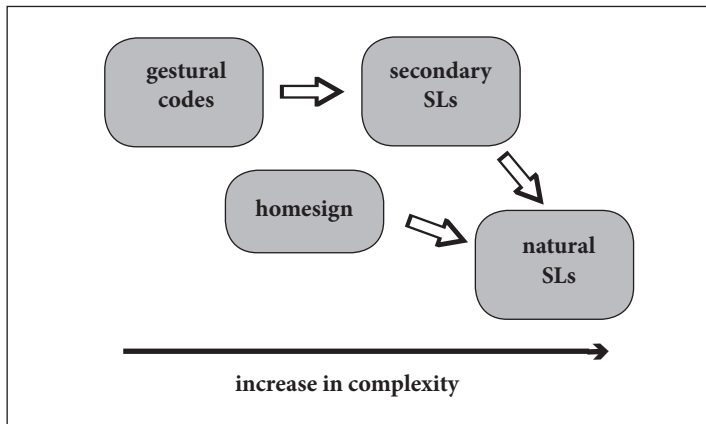 gestural
codes
secondary
SLs
homesign
natural
SLs
increase in complexity